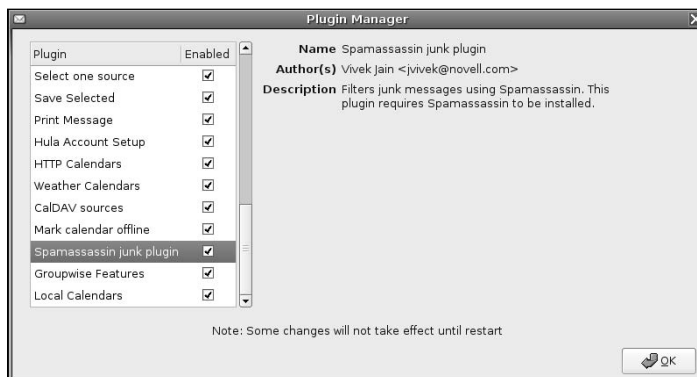 Plugin Manager
Plugin Enabled
Select one source
Save Selected
Print Message
Hula Account Setup
HTTP Calendars
Weather Calendars
CalDAV sources
Mark calendar offline
Spamassassin junk plugin
Groupwise Features
Local Calendars
Name Spamassassin junk plugin
Author(s) Vivek Jain <jvivek@novell.com>
Description Filters junk messages using Spamassassin. This
plugin requires Spamassassin to be installed.
Note: Some changes will not take effect until restart
OK